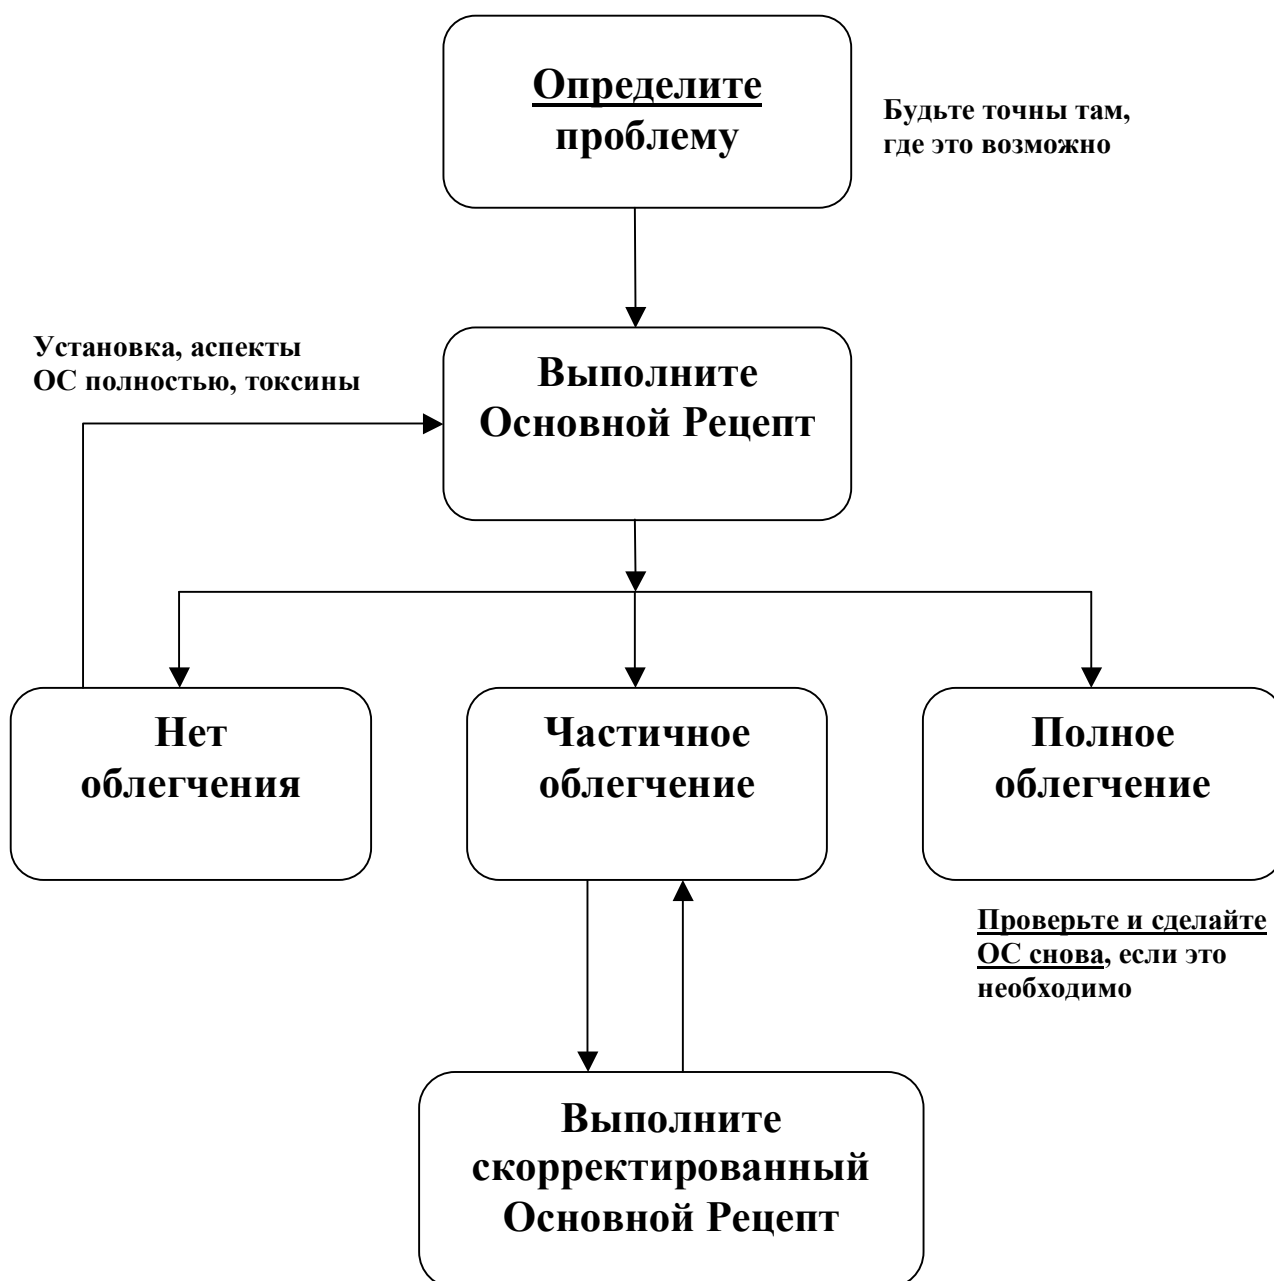 Определите
проблему
Будьте точны там,
где это возможно
Установка, аспекты
ОС полностью, токсины
Выполните
Основной Рецепт
Нет
облегчения
Частичное
облегчение
Полное
облегчение
Проверьте и сделайте
ОС снова, если это
необходимо
Выполните
скорректированный
Основной Рецепт